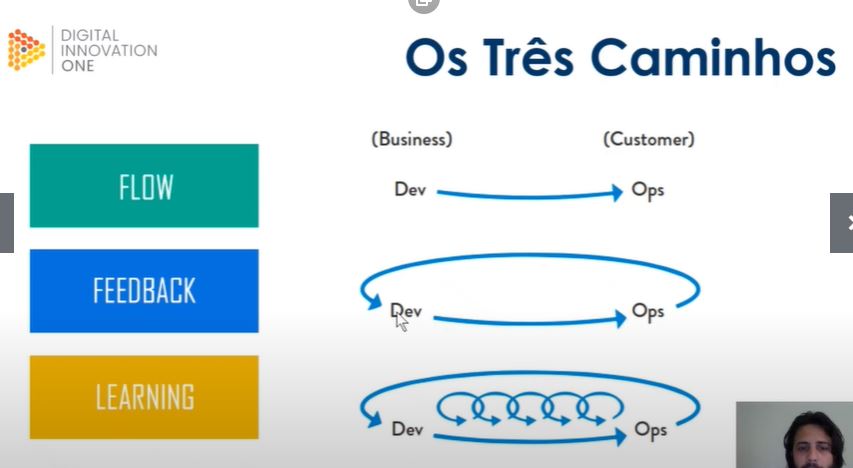 DIGITAL
INNOVATION
ONE
Os Três Caminhos
(Business) (Customer)
FLOW
Dev Ops
FEEDBACK
Dev Ops
LEARNING
Dev Ops